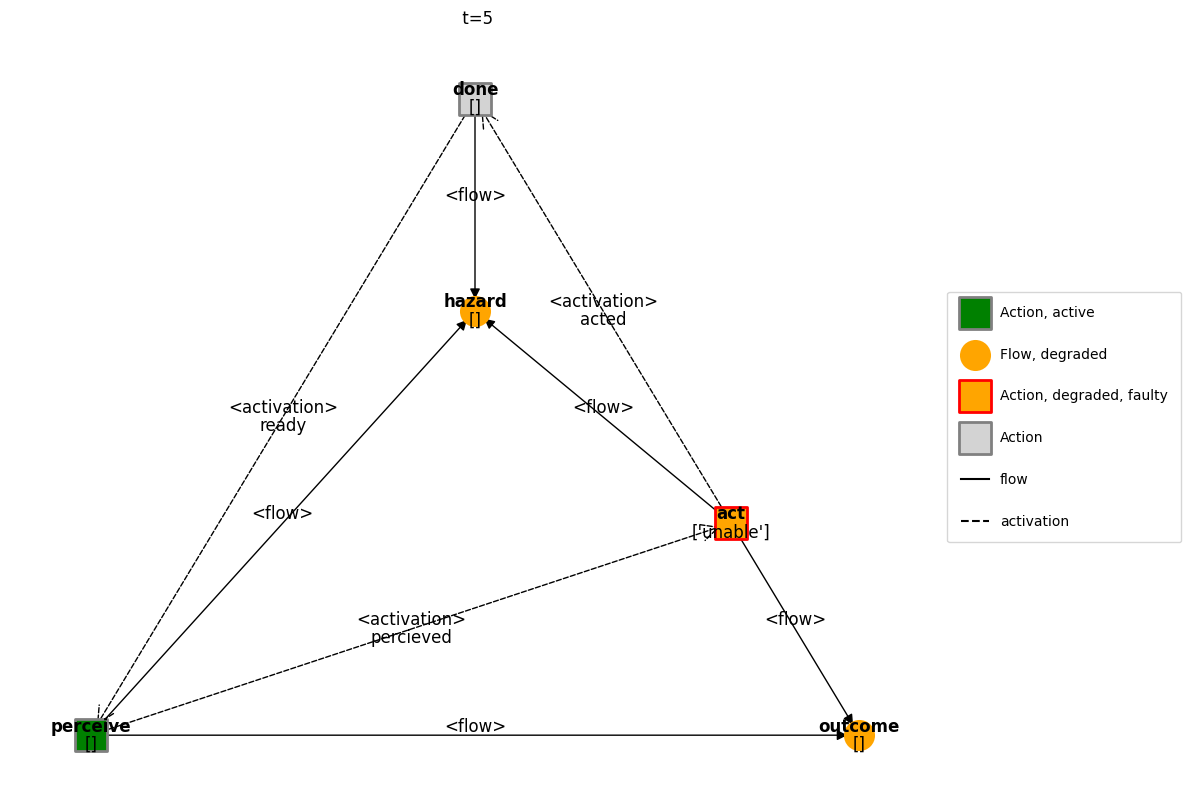 t=5
done
[]
<flow>
hazard
[]
<activation>
acted
Action, active
Flow, degraded
Action, degraded, faulty
Action
flow
activation
<activation>
ready
<flow>
<flow>
act
['unable']
<activation>
percieved
<flow>
perceive
[]
<flow>
outcome
[]